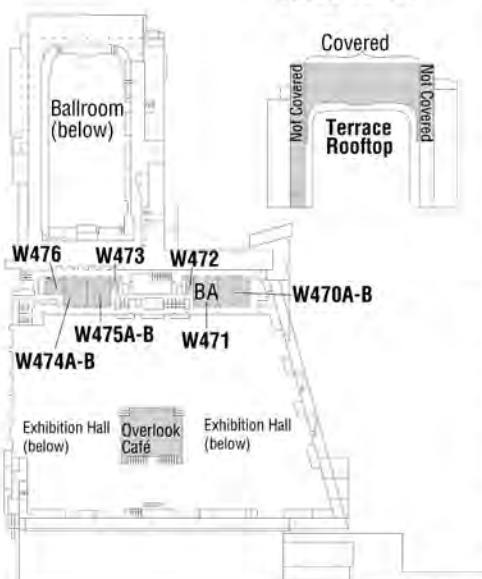 Covered
Not Covered
Not Covered
Terrace
Rooftop
Ballroom
(below)
W476
W473
W472
BA
W470A-B
W475A-B
W471
W474A-B
Exhibition Hall
(below)
Overlook
Café
Exhibition Hall
(below)